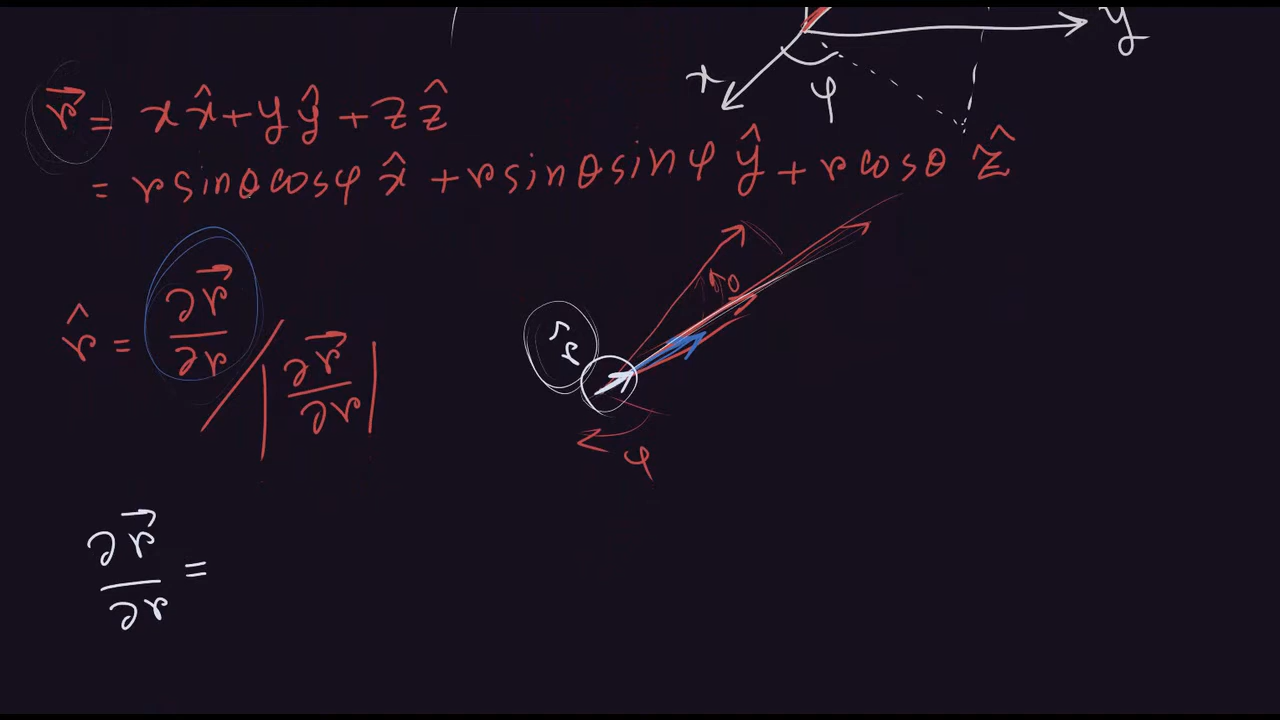 y
x
φ
r⃗ = x x̂ + y ŷ + z ẑ
= r sinθ cosφ x̂ + r sinθ sinφ ŷ + r cosθ ẑ
r̂ = ∂r⃗/∂r / |∂r⃗/∂r|
θ
r̂
φ
∂r⃗/∂r =